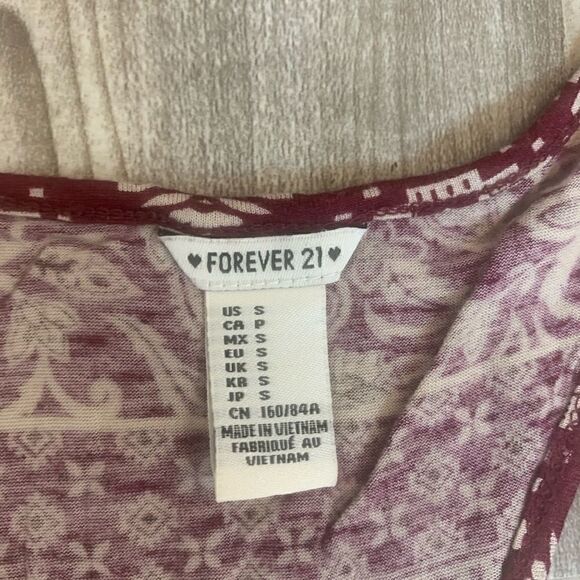 ♥ FOREVER 21 ♥
US S
CA P
MX S
EU S
UK S
KR S
JP S
CN 160/84A
MADE IN VIETNAM
FABRIQUÉ AU
VIETNAM